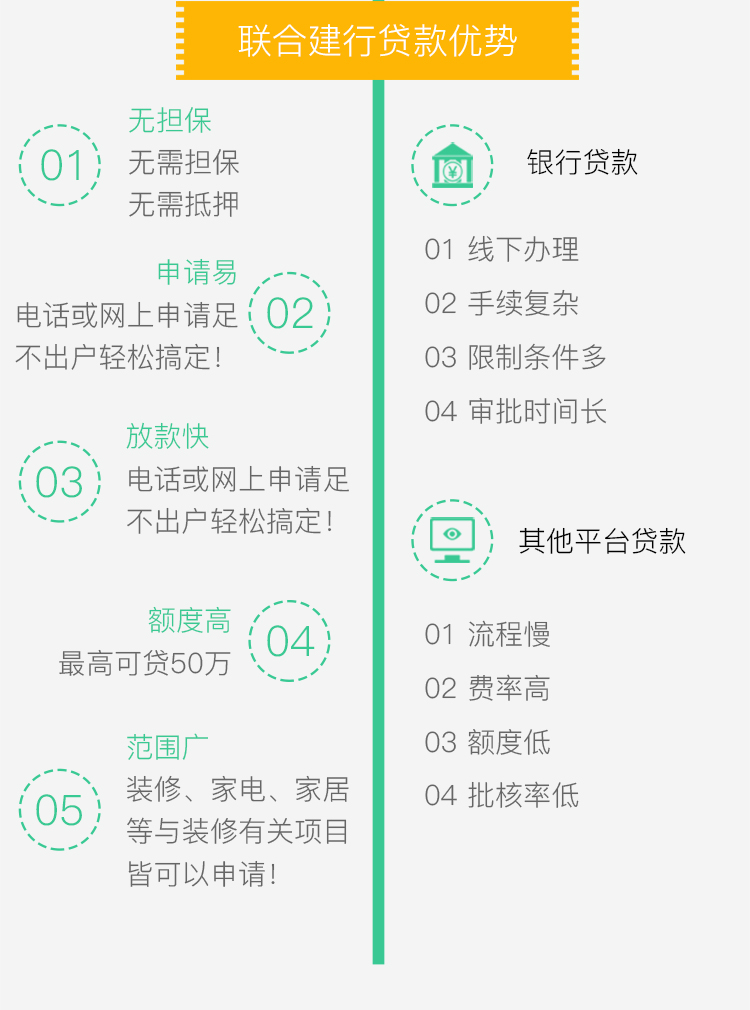 联合建行贷款优势
01
无担保
无需担保
无需抵押
申请易
电话或网上申请足
不出户轻松搞定!
02
03
放款快
电话或网上申请足
不出户轻松搞定!
额度高
最高可贷50万
04
05
范围广
装修、家电、家居
等与装修有关项目
皆可以申请!
¥
银行贷款
01 线下办理
02 手续复杂
03 限制条件多
04 审批时间长
其他平台贷款
01 流程慢
02 费率高
03 额度低
04 批核率低